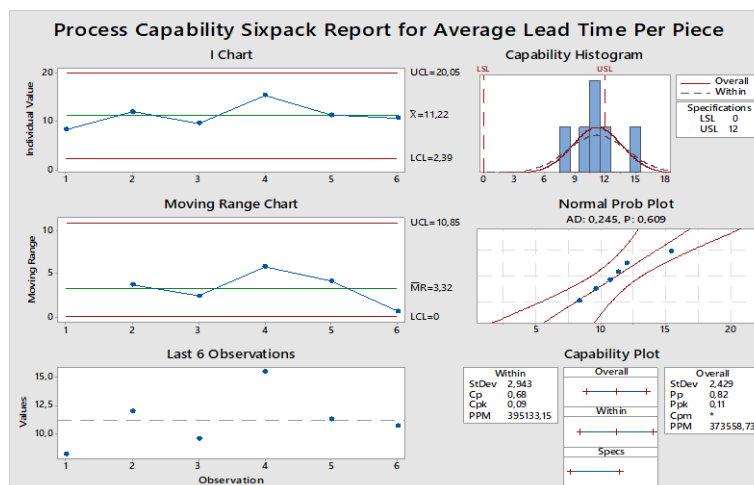 Process Capability Sixpack Report for Average Lead Time Per Piece
I Chart
Individual Value
20
10
0
1 2 3 4 5 6
UCL=20,05
X̄=11,22
LCL=2,39
Moving Range Chart
Moving Range
10
5
0
1 2 3 4 5 6
UCL=10,85
M̄R̄=3,32
LCL=0
Last 6 Observations
Values
15,0
12,5
10,0
1 2 3 4 5 6
Observation
Capability Histogram
LSL USL
0 3 6 9 12 15 18
Overall
Within
Specifications
LSL 0
USL 12
Normal Prob Plot
AD: 0,245, P: 0,609
5 10 15 20
Capability Plot
Within
StDev 2,943
Cp 0,68
Cpk 0,09
PPM 395133,15
Overall
Within
Specs
Overall
StDev 2,429
Pp 0,82
Ppk 0,11
Cpm *
PPM 373558,73